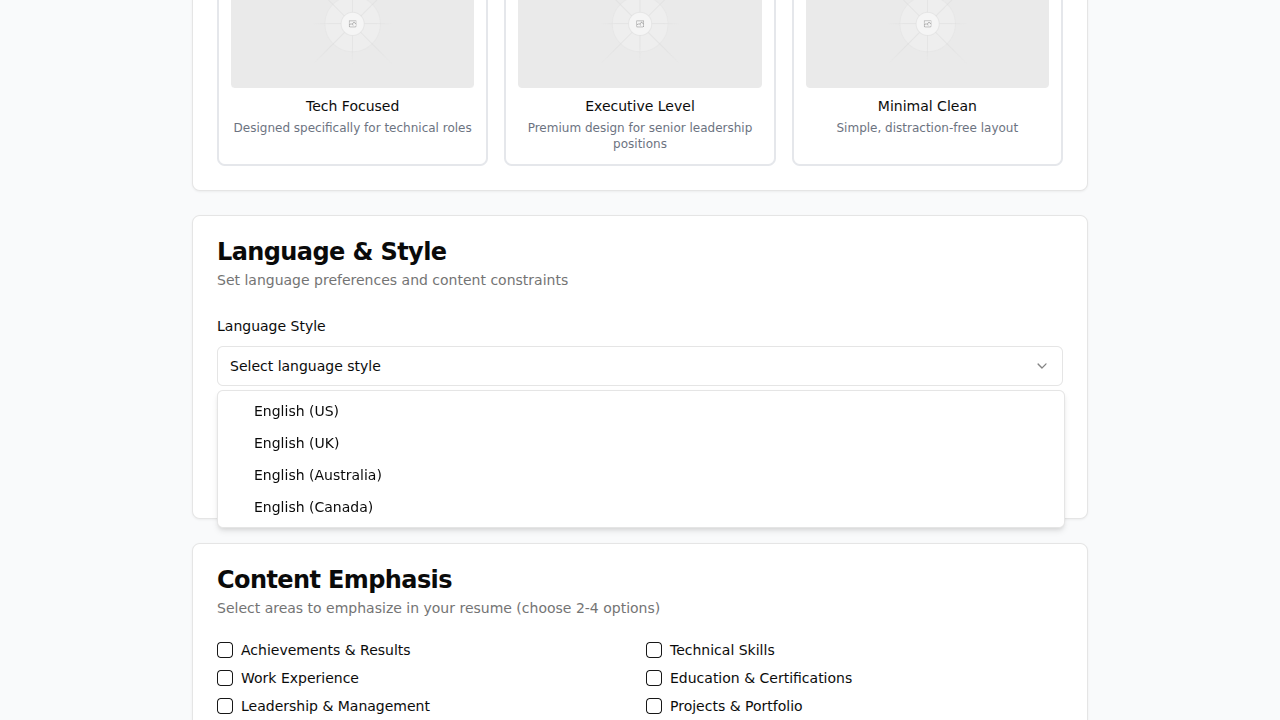 Tech Focused
Designed specifically for technical roles
Executive Level
Premium design for senior leadership
positions
Minimal Clean
Simple, distraction-free layout
Language & Style
Set language preferences and content constraints
Language Style
Select language style
English (US)
English (UK)
English (Australia)
English (Canada)
Content Emphasis
Select areas to emphasize in your resume (choose 2-4 options)
Achievements & Results
Technical Skills
Work Experience
Education & Certifications
Leadership & Management
Projects & Portfolio